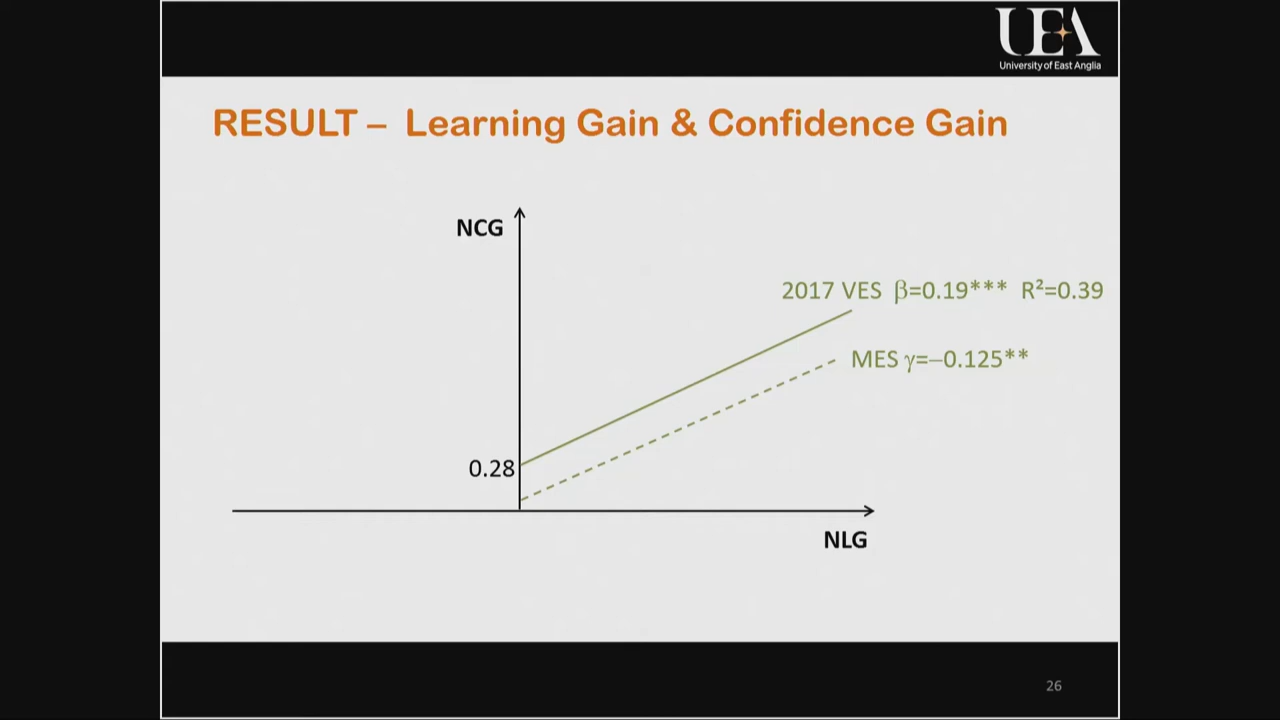 UEA
University of East Anglia
RESULT – Learning Gain & Confidence Gain
NCG
2017 VES β=0.19*** R²=0.39
MES γ=–0.125**
0.28
NLG
26